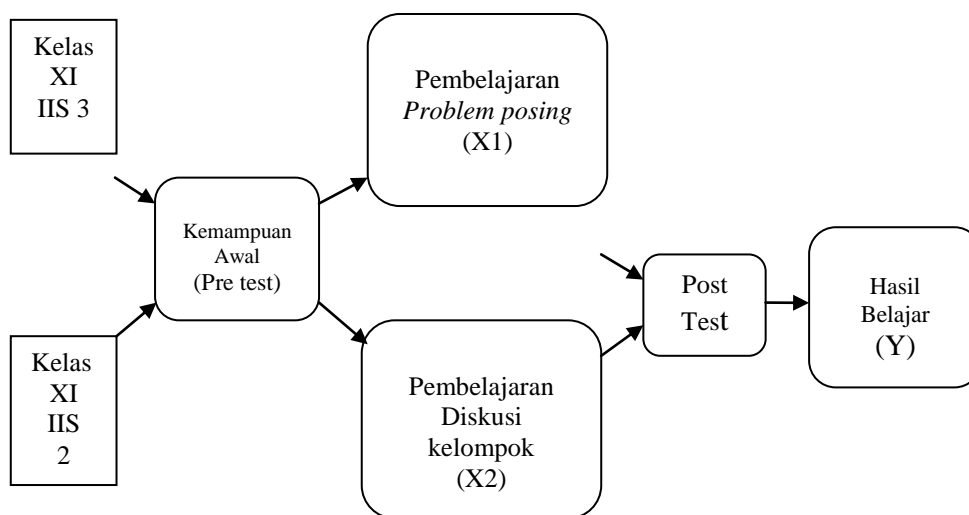 Kelas
XI
IIS 3
Pembelajaran
Problem posing
(X1)
Kemampuan
Awal
(Pre test)
Kelas
XI
IIS
2
Pembelajaran
Diskusi
kelompok
(X2)
Post
Test
Hasil
Belajar
(Y)